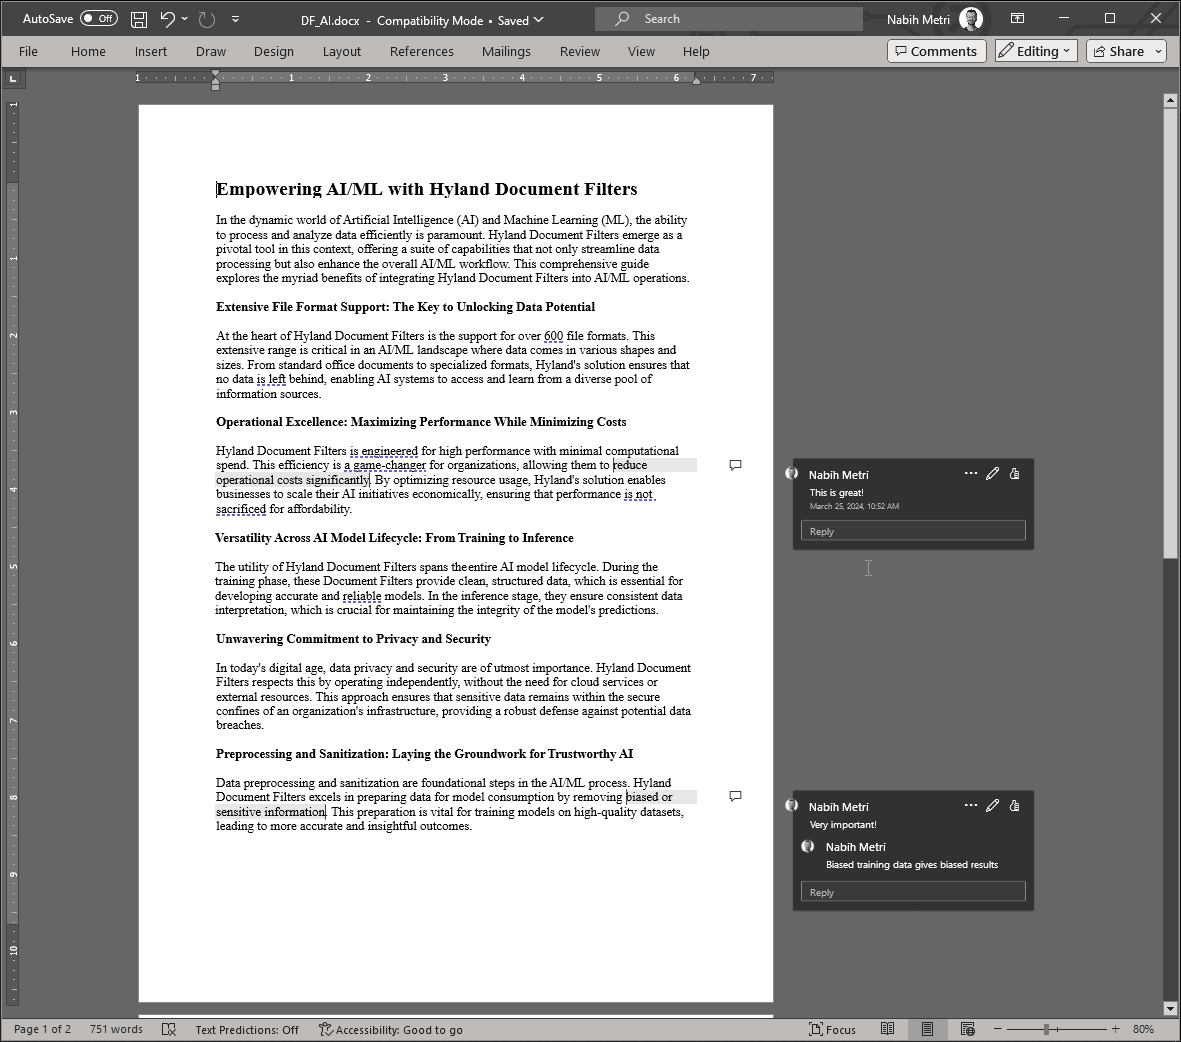 AutoSave Off DF_AI.docx - Compatibility Mode • Saved Search Nabih Metri
File Home Insert Draw Design Layout References Mailings Review View Help Comments Editing Share
1 1 2 3 4 5 6 7
Empowering AI/ML with Hyland Document Filters
In the dynamic world of Artificial Intelligence (AI) and Machine Learning (ML), the ability
to process and analyze data efficiently is paramount. Hyland Document Filters emerge as a
pivotal tool in this context, offering a suite of capabilities that not only streamline data
processing but also enhance the overall AI/ML workflow. This comprehensive guide
explores the myriad benefits of integrating Hyland Document Filters into AI/ML operations.
Extensive File Format Support: The Key to Unlocking Data Potential
At the heart of Hyland Document Filters is the support for over 600 file formats. This
extensive range is critical in an AI/ML landscape where data comes in various shapes and
sizes. From standard office documents to specialized formats, Hyland's solution ensures that
no data is left behind, enabling AI systems to access and learn from a diverse pool of
information sources.
Operational Excellence: Maximizing Performance While Minimizing Costs
Hyland Document Filters is engineered for high performance with minimal computational
spend. This efficiency is a game-changer for organizations, allowing them to reduce
operational costs significantly. By optimizing resource usage, Hyland's solution enables
businesses to scale their AI initiatives economically, ensuring that performance is not
sacrificed for affordability.
Versatility Across AI Model Lifecycle: From Training to Inference
The utility of Hyland Document Filters spans the entire AI model lifecycle. During the
training phase, these Document Filters provide clean, structured data, which is essential for
developing accurate and reliable models. In the inference stage, they ensure consistent data
interpretation, which is crucial for maintaining the integrity of the model's predictions.
Unwavering Commitment to Privacy and Security
In today's digital age, data privacy and security are of utmost importance. Hyland Document
Filters respects this by operating independently, without the need for cloud services or
external resources. This approach ensures that sensitive data remains within the secure
confines of an organization's infrastructure, providing a robust defense against potential data
breaches.
Preprocessing and Sanitization: Laying the Groundwork for Trustworthy AI
Data preprocessing and sanitization are foundational steps in the AI/ML process. Hyland
Document Filters excels in preparing data for model consumption by removing biased or
sensitive information. This preparation is vital for training models on high-quality datasets,
leading to more accurate and insightful outcomes.
Nabih Metri
This is great!
March 25, 2024, 10:52 AM
Reply
Nabih Metri
Very important!
Nabih Metri
Biased training data gives biased results
Reply
1
1
2
3
4
5
6
7
8
9
10
Page 1 of 2 751 words Text Predictions: Off Accessibility: Good to go Focus 80%